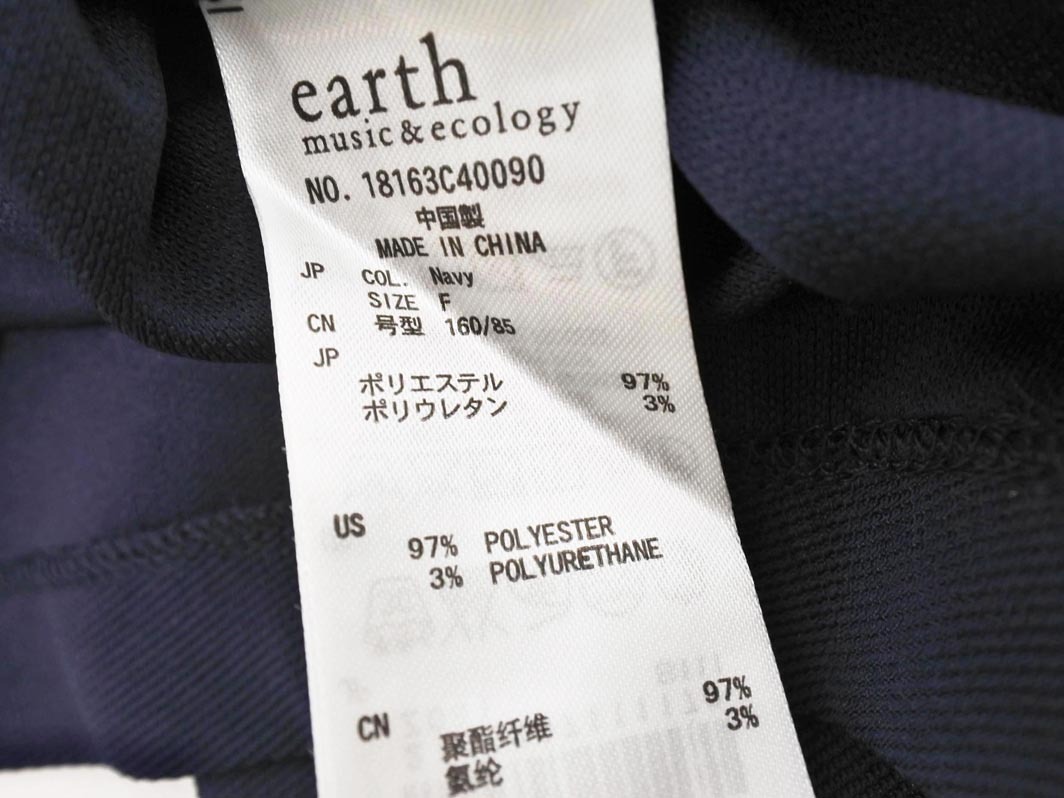 earth
music&ecology
NO. 18163C40090
中国製
MADE IN CHINA
JP COL. Navy
SIZE F
CN 号型 160/85
JP
ポリエステル 97%
ポリウレタン 3%
US
97% POLYESTER
3% POLYURETHANE
CN
聚酯纤维 97%
氨纶 3%